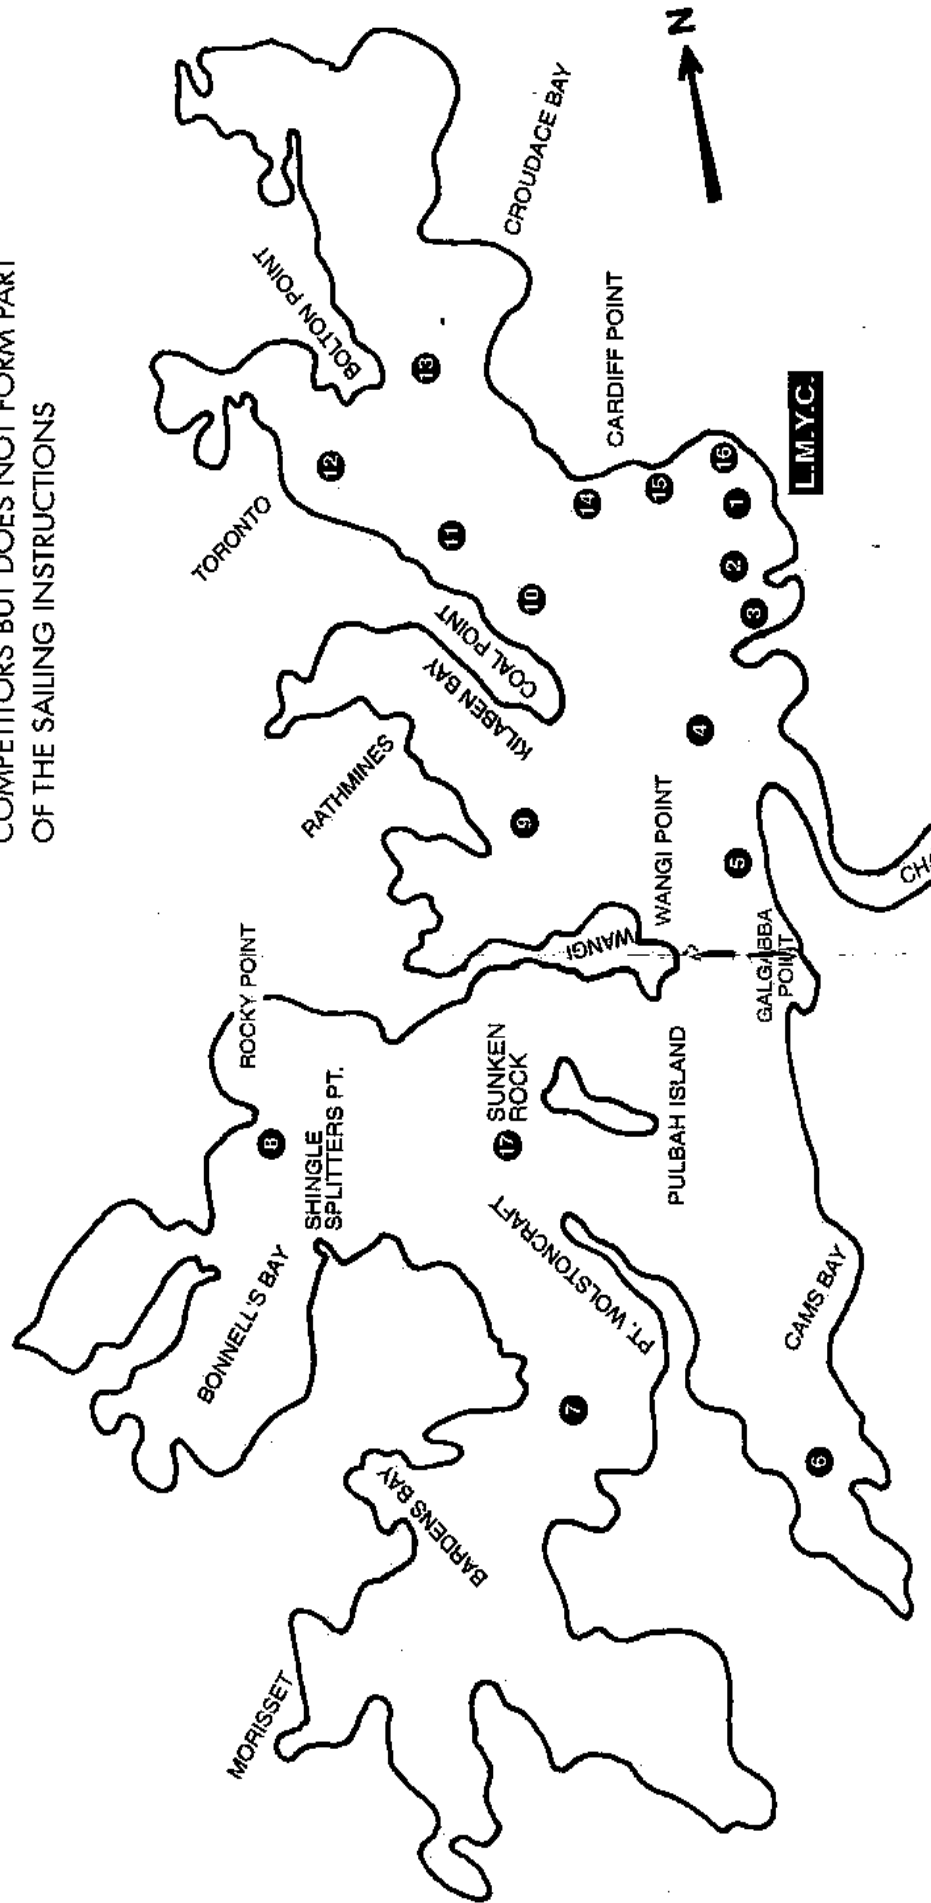 COMPETITORS BUT DOES NOT FORM PART
OF THE SAILING INSTRUCTIONS
N
CROUDACE BAY
BOLTON POINT
13
CARDIFF POINT
12
TORONTO
L.M.Y.C.
16
15
14
1
11
2
10
3
COAL POINT
KILABEN BAY
4
RATHMINES
9
WANGI POINT
5
WANGI
GALGABBA
POINT
ROCKY POINT
SUNKEN
ROCK
17
PULBAH ISLAND
8
SHINGLE
SPLITTERS PT.
PT. WOLSTONCRAFT
BONNELL'S BAY
CAMS BAY
7
6
BARDENS BAY
MORISSET